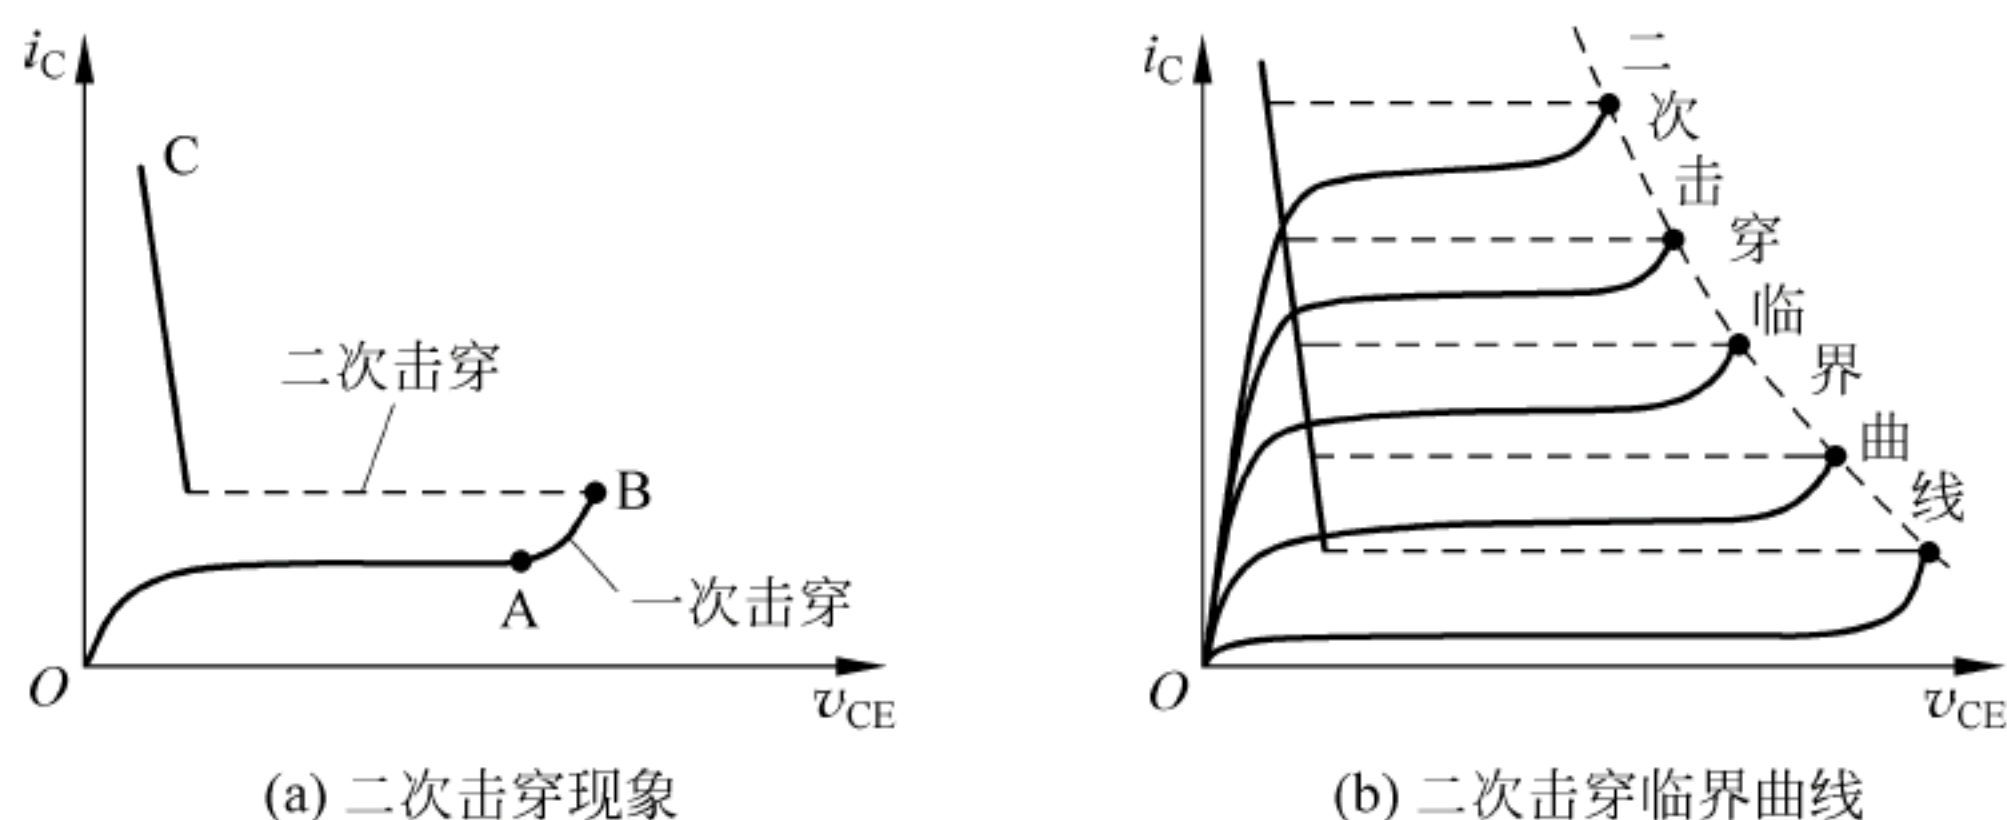 iC
C
二次击穿
B
A
一次击穿
O
vCE
(a) 二次击穿现象
iC
二次击穿临界曲线
O
vCE
(b) 二次击穿临界曲线